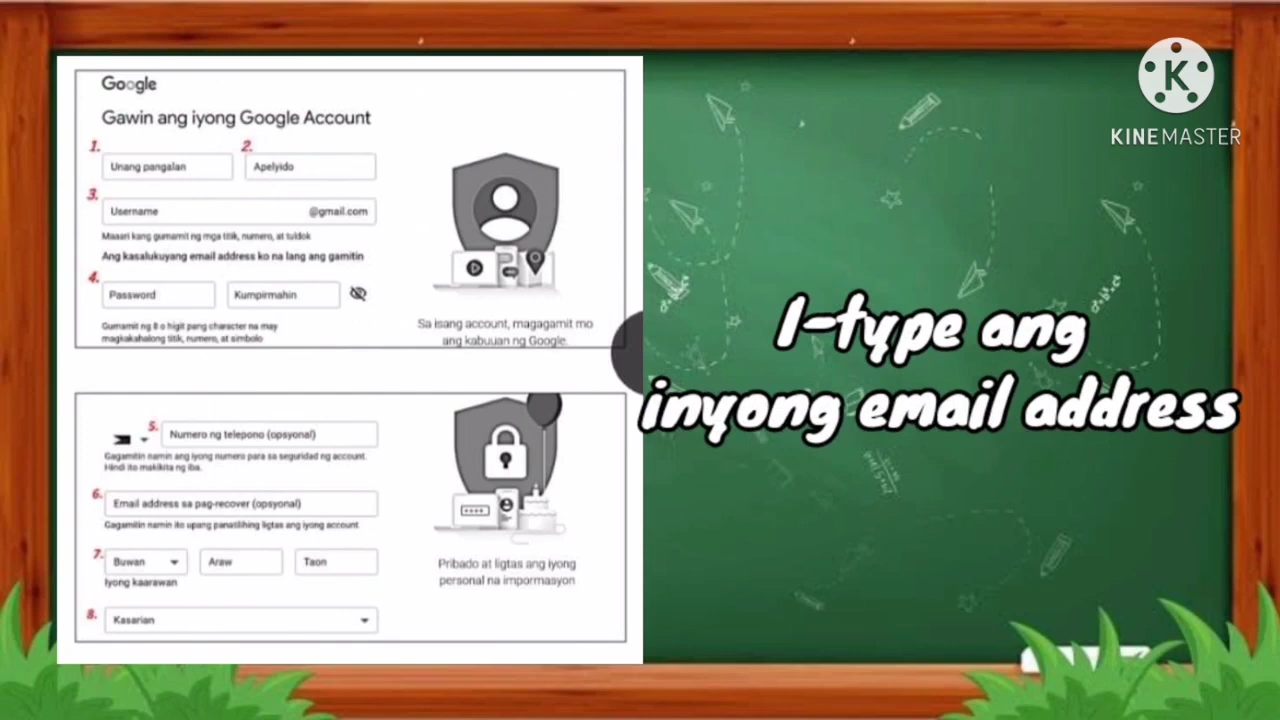 Google
Gawin ang iyong Google Account
1.
2.
Unang pangalan
Apelyido
3.
Username
@gmail.com
Maaari kang gumamit ng mga titik, numero, at tuldok
Ang kasalukuyang email address ko na lang ang gamitin
4.
Password
Kumpirmahin
Gumamit ng 8 o higit pang character na may
magkakahalong titik, numero, at simbolo
Sa isang account, magagamit mo
ang kabuuan ng Google.
5.
Numero ng telepono (opsyonal)
Gagamitin namin ang iyong numero para sa seguridad ng account.
Hindi ito makikita ng iba.
6.
Email address sa pag-recover (opsyonal)
Gagamitin namin ito upang panatilihing ligtas ang iyong account
7.
Buwan
Araw
Taon
Iyong kaarawan
8.
Kasarian
Pribado at ligtas ang iyong
personal na impormasyon
I-type ang
inyong email address
K
KINEMASTER